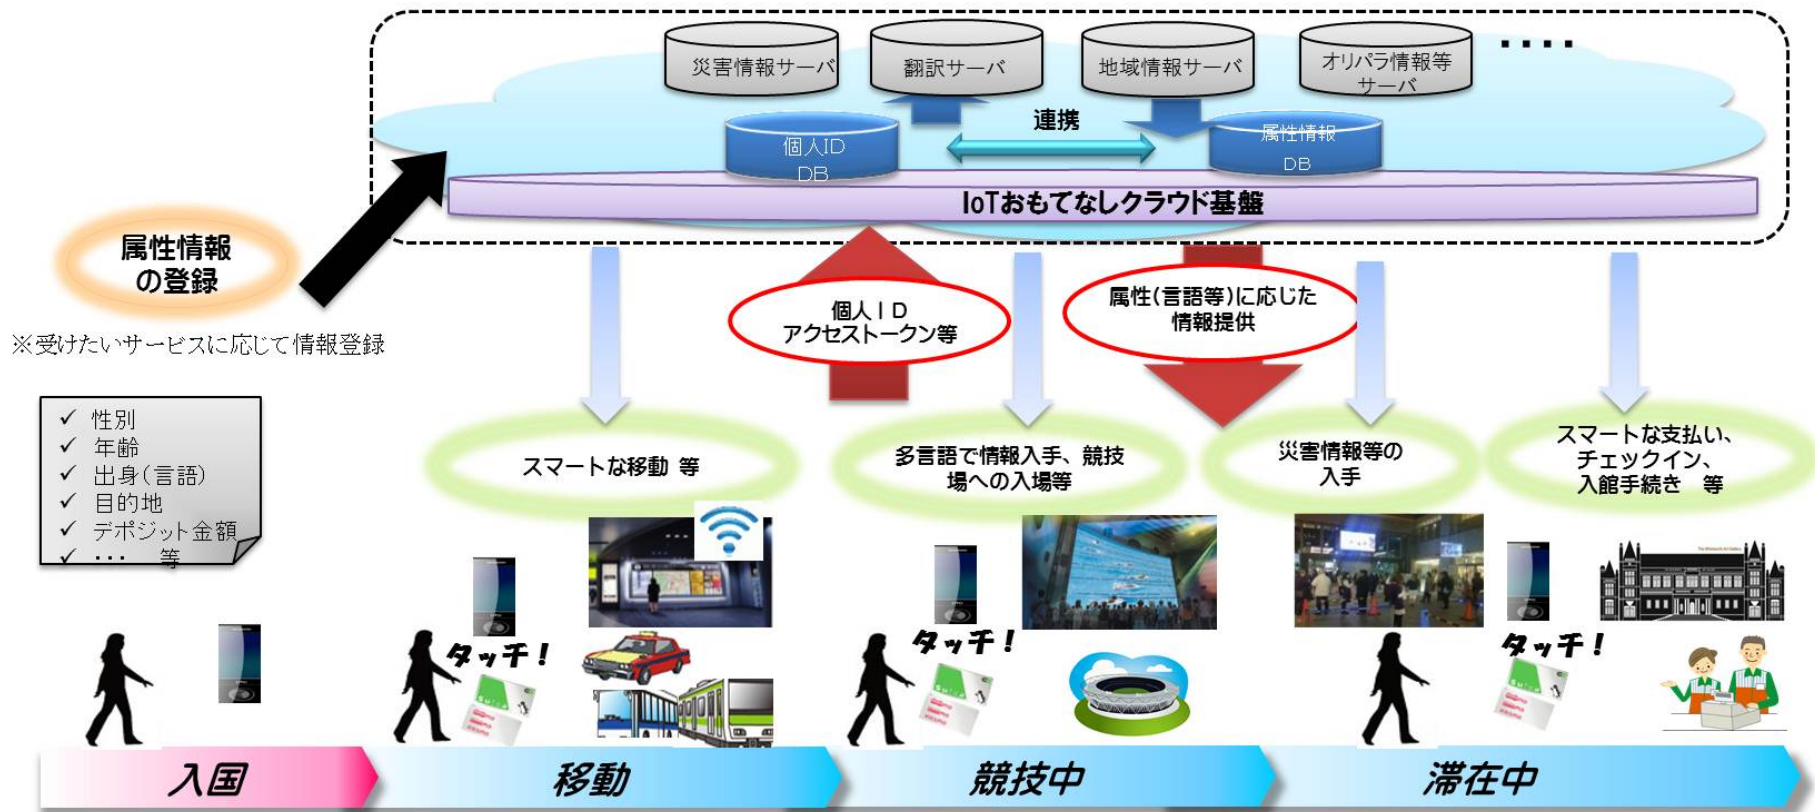 災害情報サーバ
翻訳サーバ
地域情報サーバ
オリパラ情報等
サーバ
・・・・
個人ID
DB
連携
属性情報
DB
IoTおもてなしクラウド基盤
属性情報
の登録
※受けたいサービスに応じて情報登録
個人ID
アクセストークン等
属性(言語等)に応じた
情報提供
✓ 性別
✓ 年齢
✓ 出身(言語)
✓ 目的地
✓ デポジット金額
✓ ・・・ 等
スマートな移動 等
多言語で情報入手、競技
場への入場等
災害情報等の
入手
スマートな支払い、
チェックイン、
入館手続き 等
タッチ!
タッチ!
タッチ!
入国
移動
競技中
滞在中